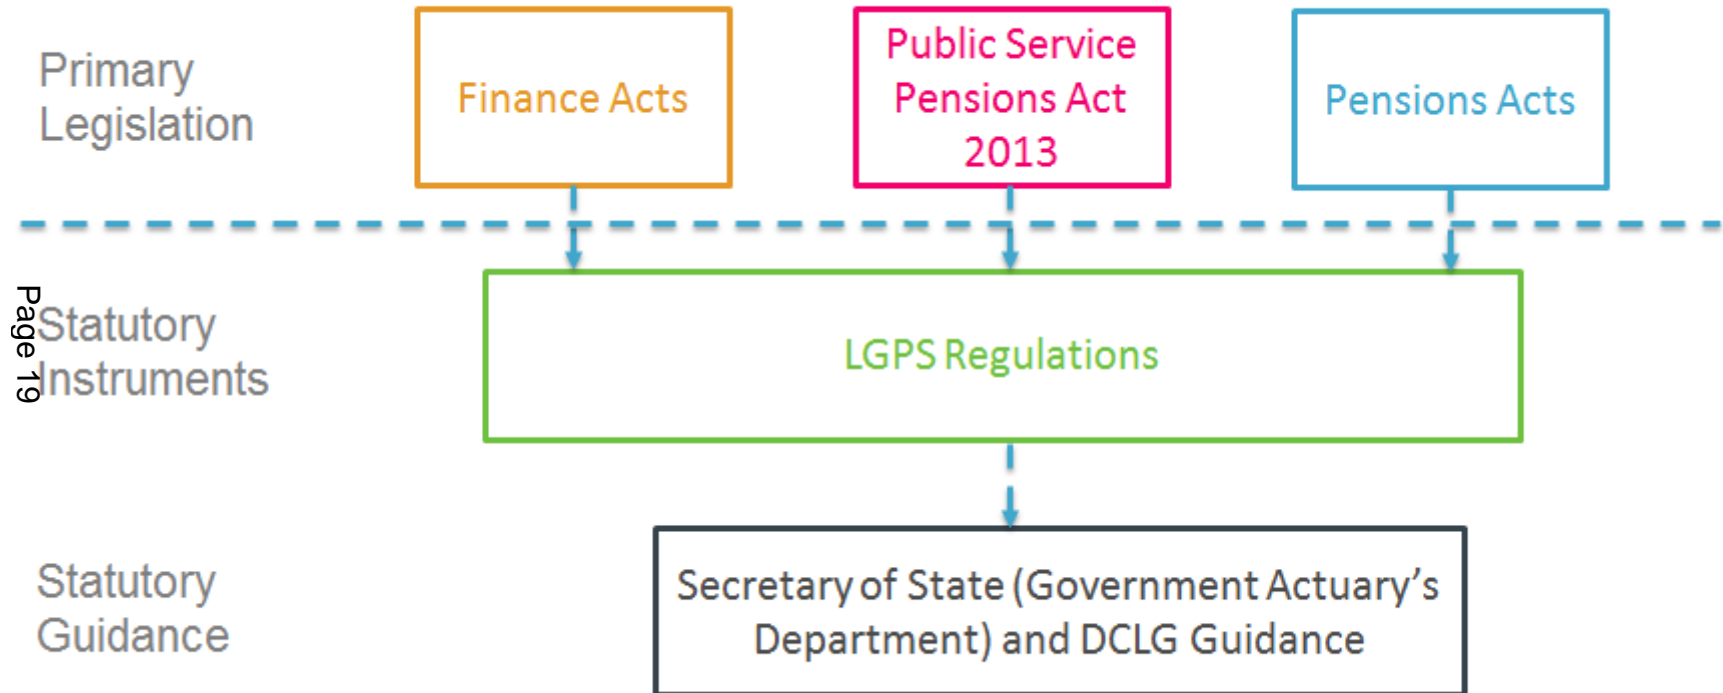 Primary
Legislation
Finance Acts
Public Service
Pensions Act
2013
Pensions Acts
Page 19
Statutory
Instruments
LGPS Regulations
Statutory
Guidance
Secretary of State (Government Actuary’s
Department) and DCLG Guidance